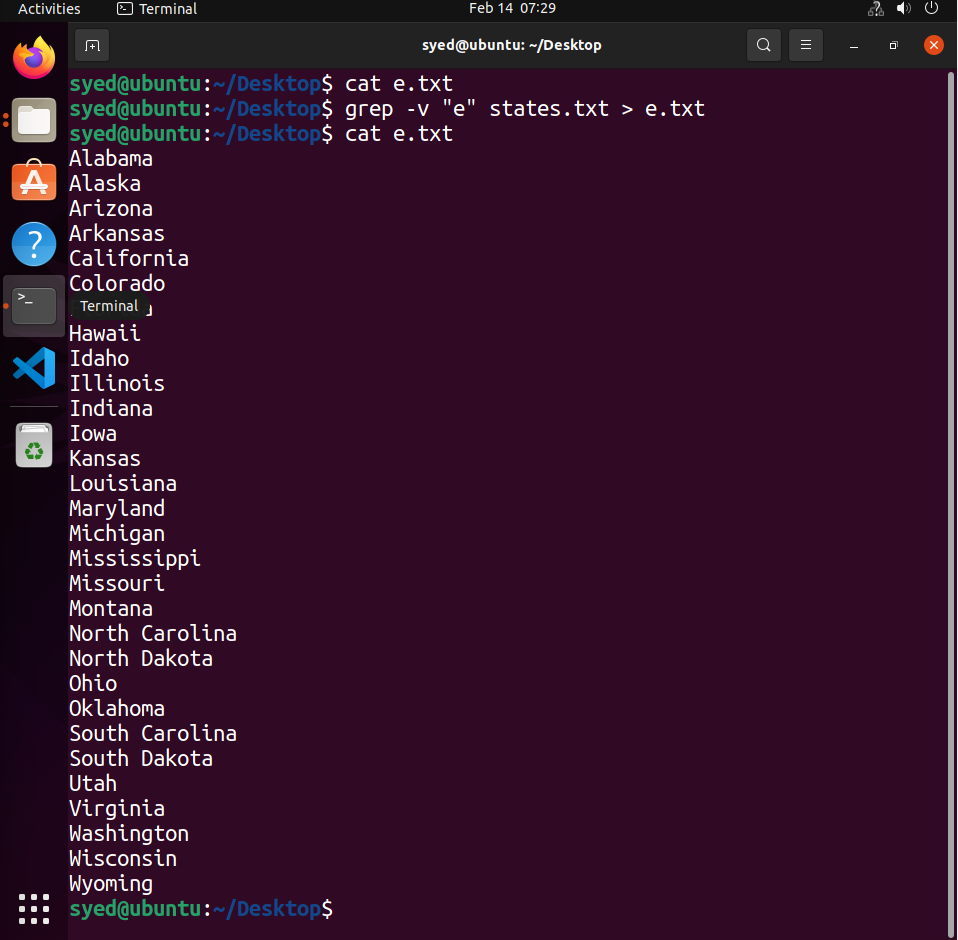 Activities Terminal Feb 14 07:29
syed@ubuntu: ~/Desktop
syed@ubuntu:~/Desktop$ cat e.txt
syed@ubuntu:~/Desktop$ grep -v "e" states.txt > e.txt
syed@ubuntu:~/Desktop$ cat e.txt
Alabama
Alaska
Arizona
Arkansas
California
Colorado
Terminal
Hawaii
Idaho
Illinois
Indiana
Iowa
Kansas
Louisiana
Maryland
Michigan
Mississippi
Missouri
Montana
North Carolina
North Dakota
Ohio
Oklahoma
South Carolina
South Dakota
Utah
Virginia
Washington
Wisconsin
Wyoming
syed@ubuntu:~/Desktop$